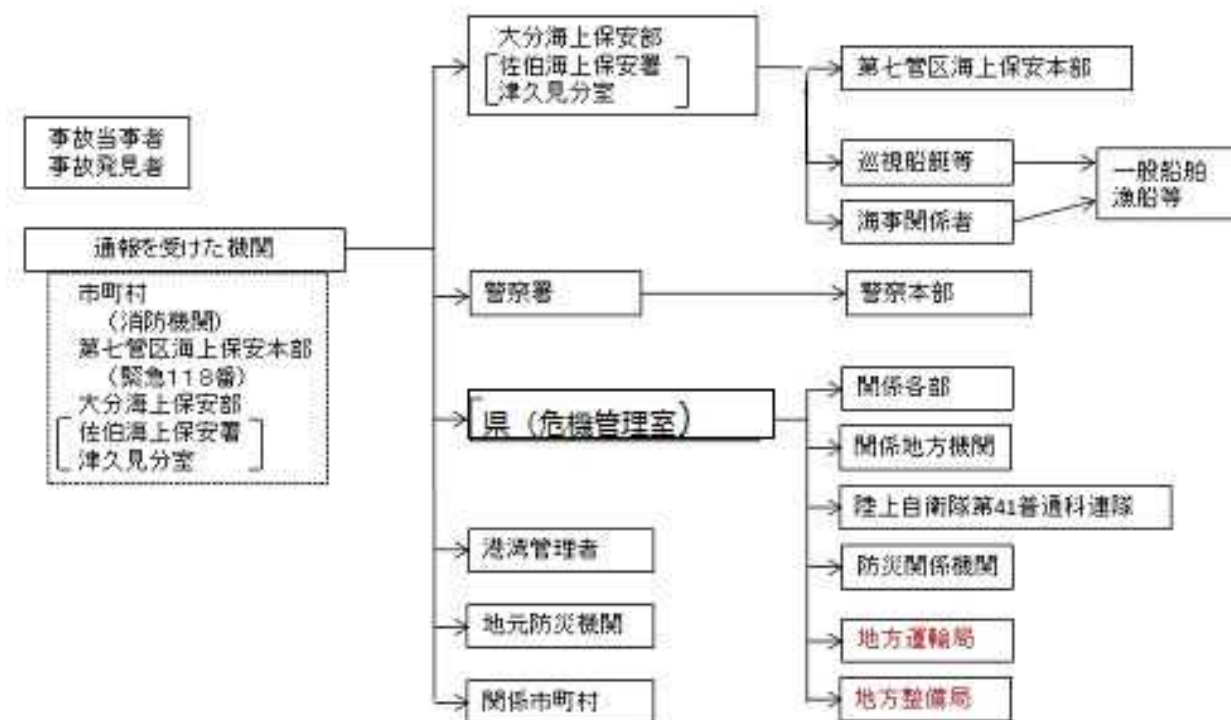 事故当事者
事故発見者
通報を受けた機関
市町村
(消防機関)
第七管区海上保安本部
(緊急118番)
大分海上保安部
佐伯海上保安署
津久見分室
大分海上保安部
佐伯海上保安署
津久見分室
第七管区海上保安本部
巡視船艇等
海事関係者
一般船舶
漁船等
警察署
警察本部
県(危機管理室)
関係各部
関係地方機関
陸上自衛隊第41普通科連隊
防災関係機関
地方運輸局
地方整備局
港湾管理者
地元防災機関
関係市町村